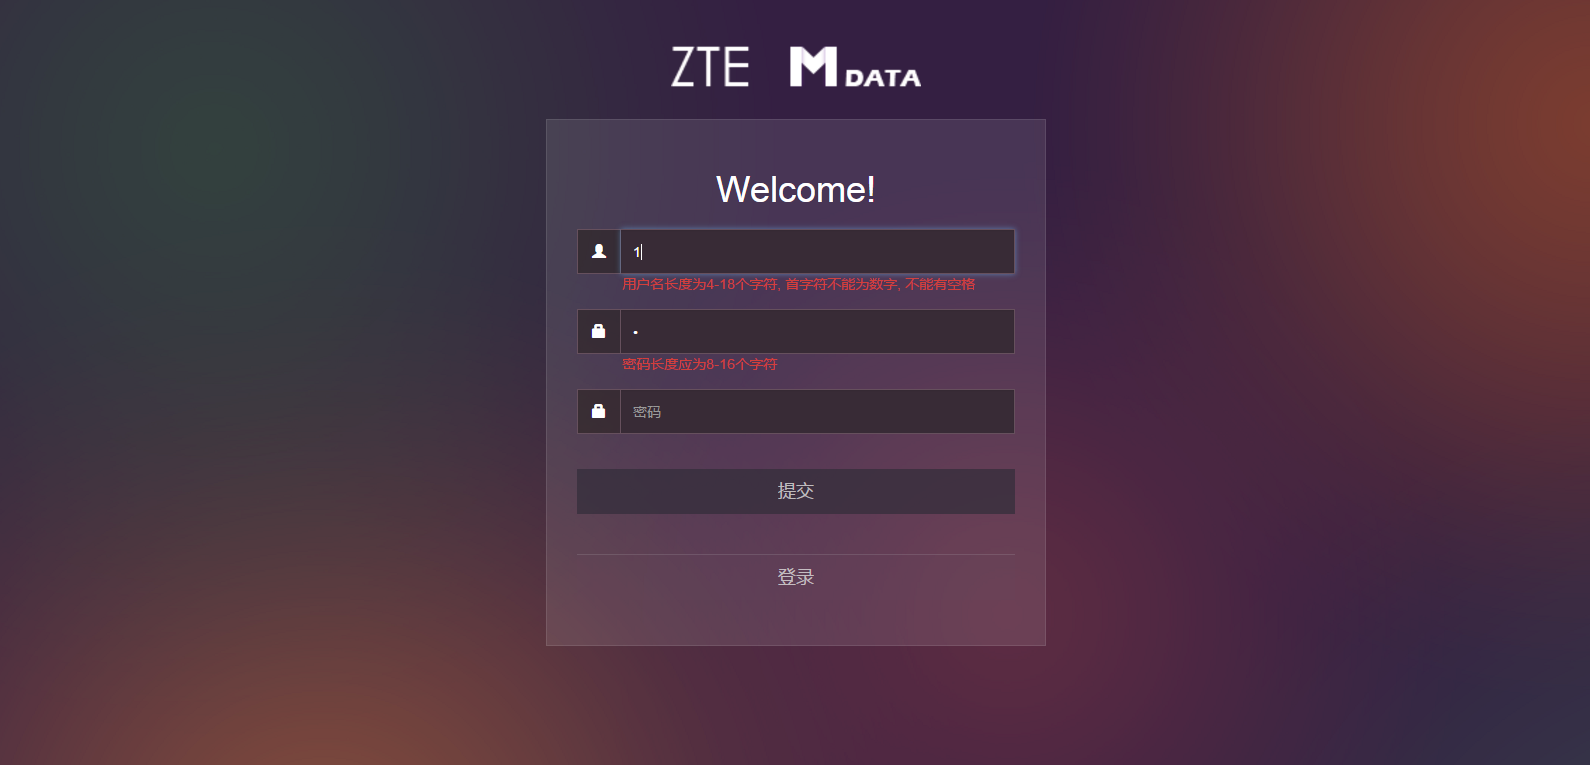 ZTE M DATA
Welcome!
1
用户名长度为4-18个字符, 首字符不能为数字, 不能有空格
密码长度应为8-16个字符
密码
提交
登录